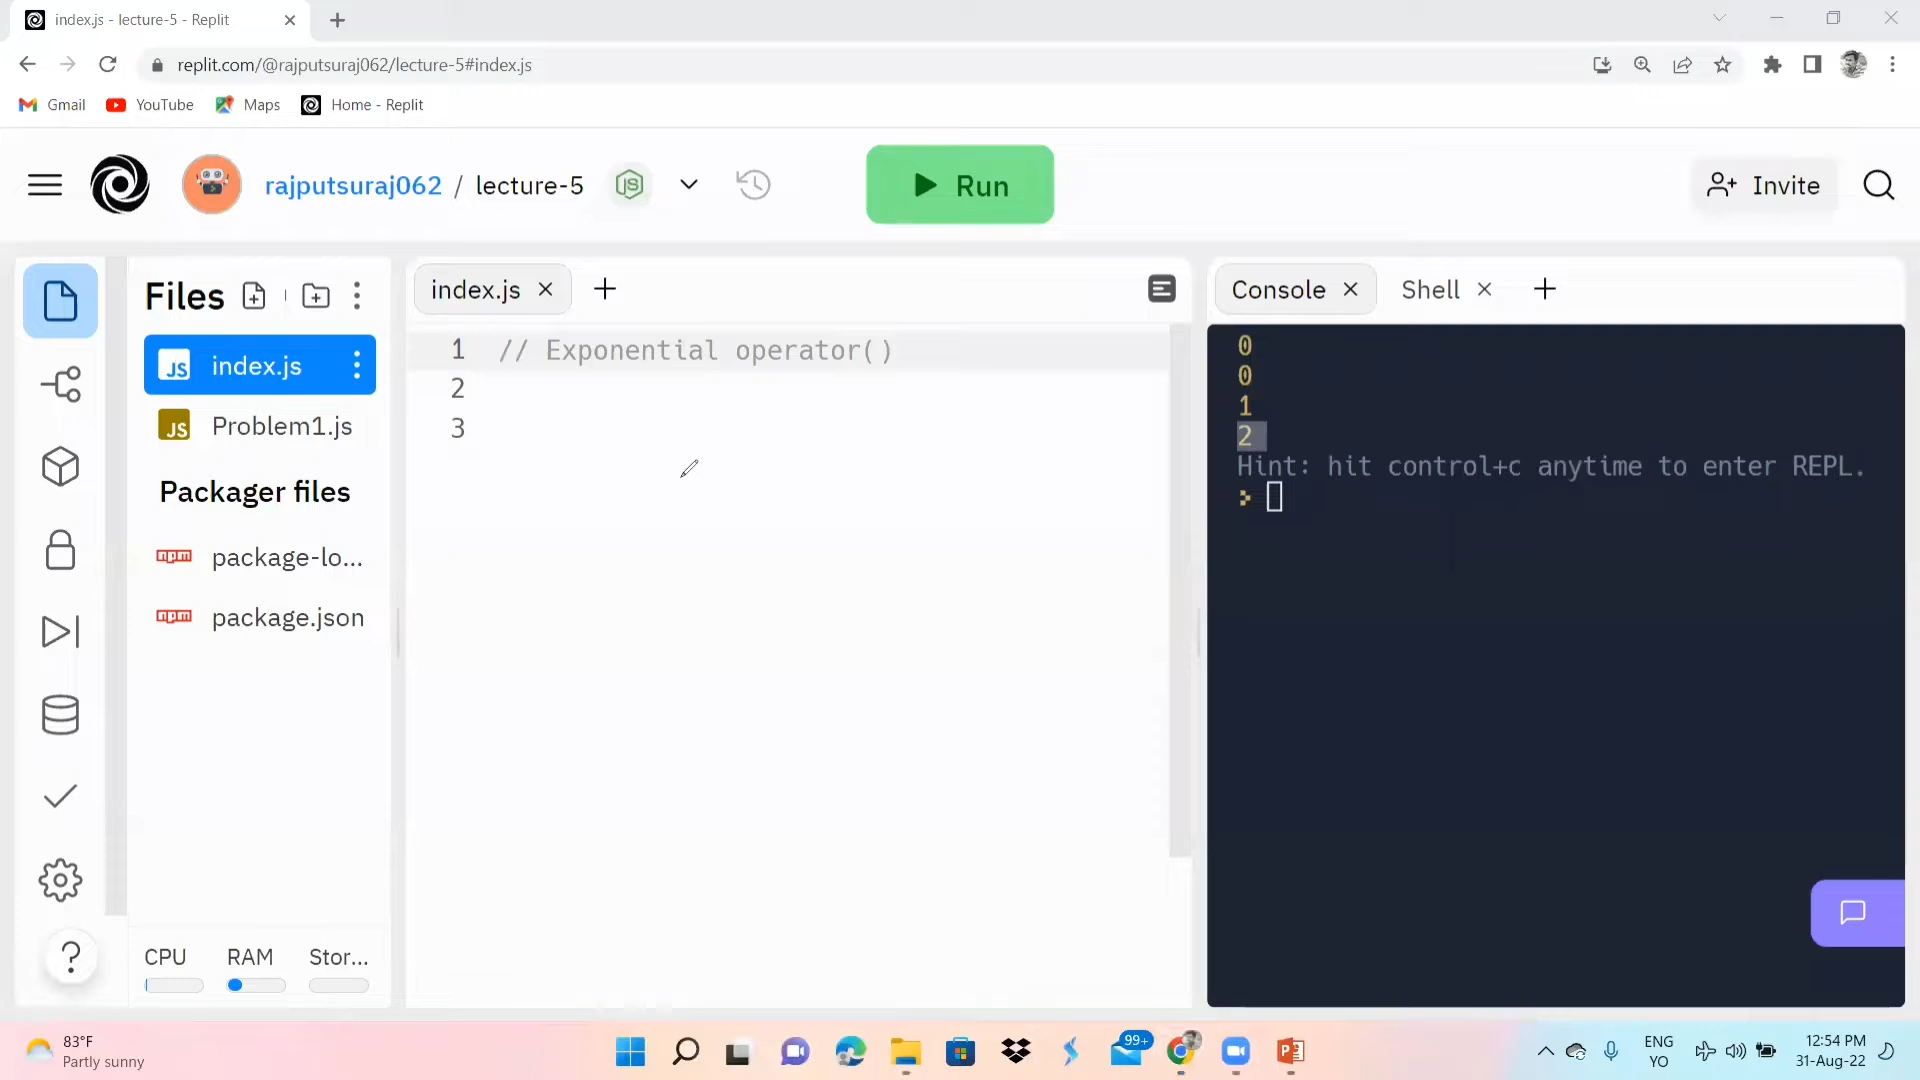 index.js - lecture-5 - Replit
replit.com/@rajputsuraj062/lecture-5#index.js
Gmail YouTube Maps Home - Replit
rajputsuraj062 / lecture-5
Run
Invite
Files
index.js
Problem1.js
Packager files
package-lo...
package.json
CPU RAM Stor...
index.js
1 // Exponential operator()
2
3
Console Shell
0
0
1
2
Hint: hit control+c anytime to enter REPL.
83°F
Partly sunny
99+
ENG
YO
12:54 PM
31-Aug-22